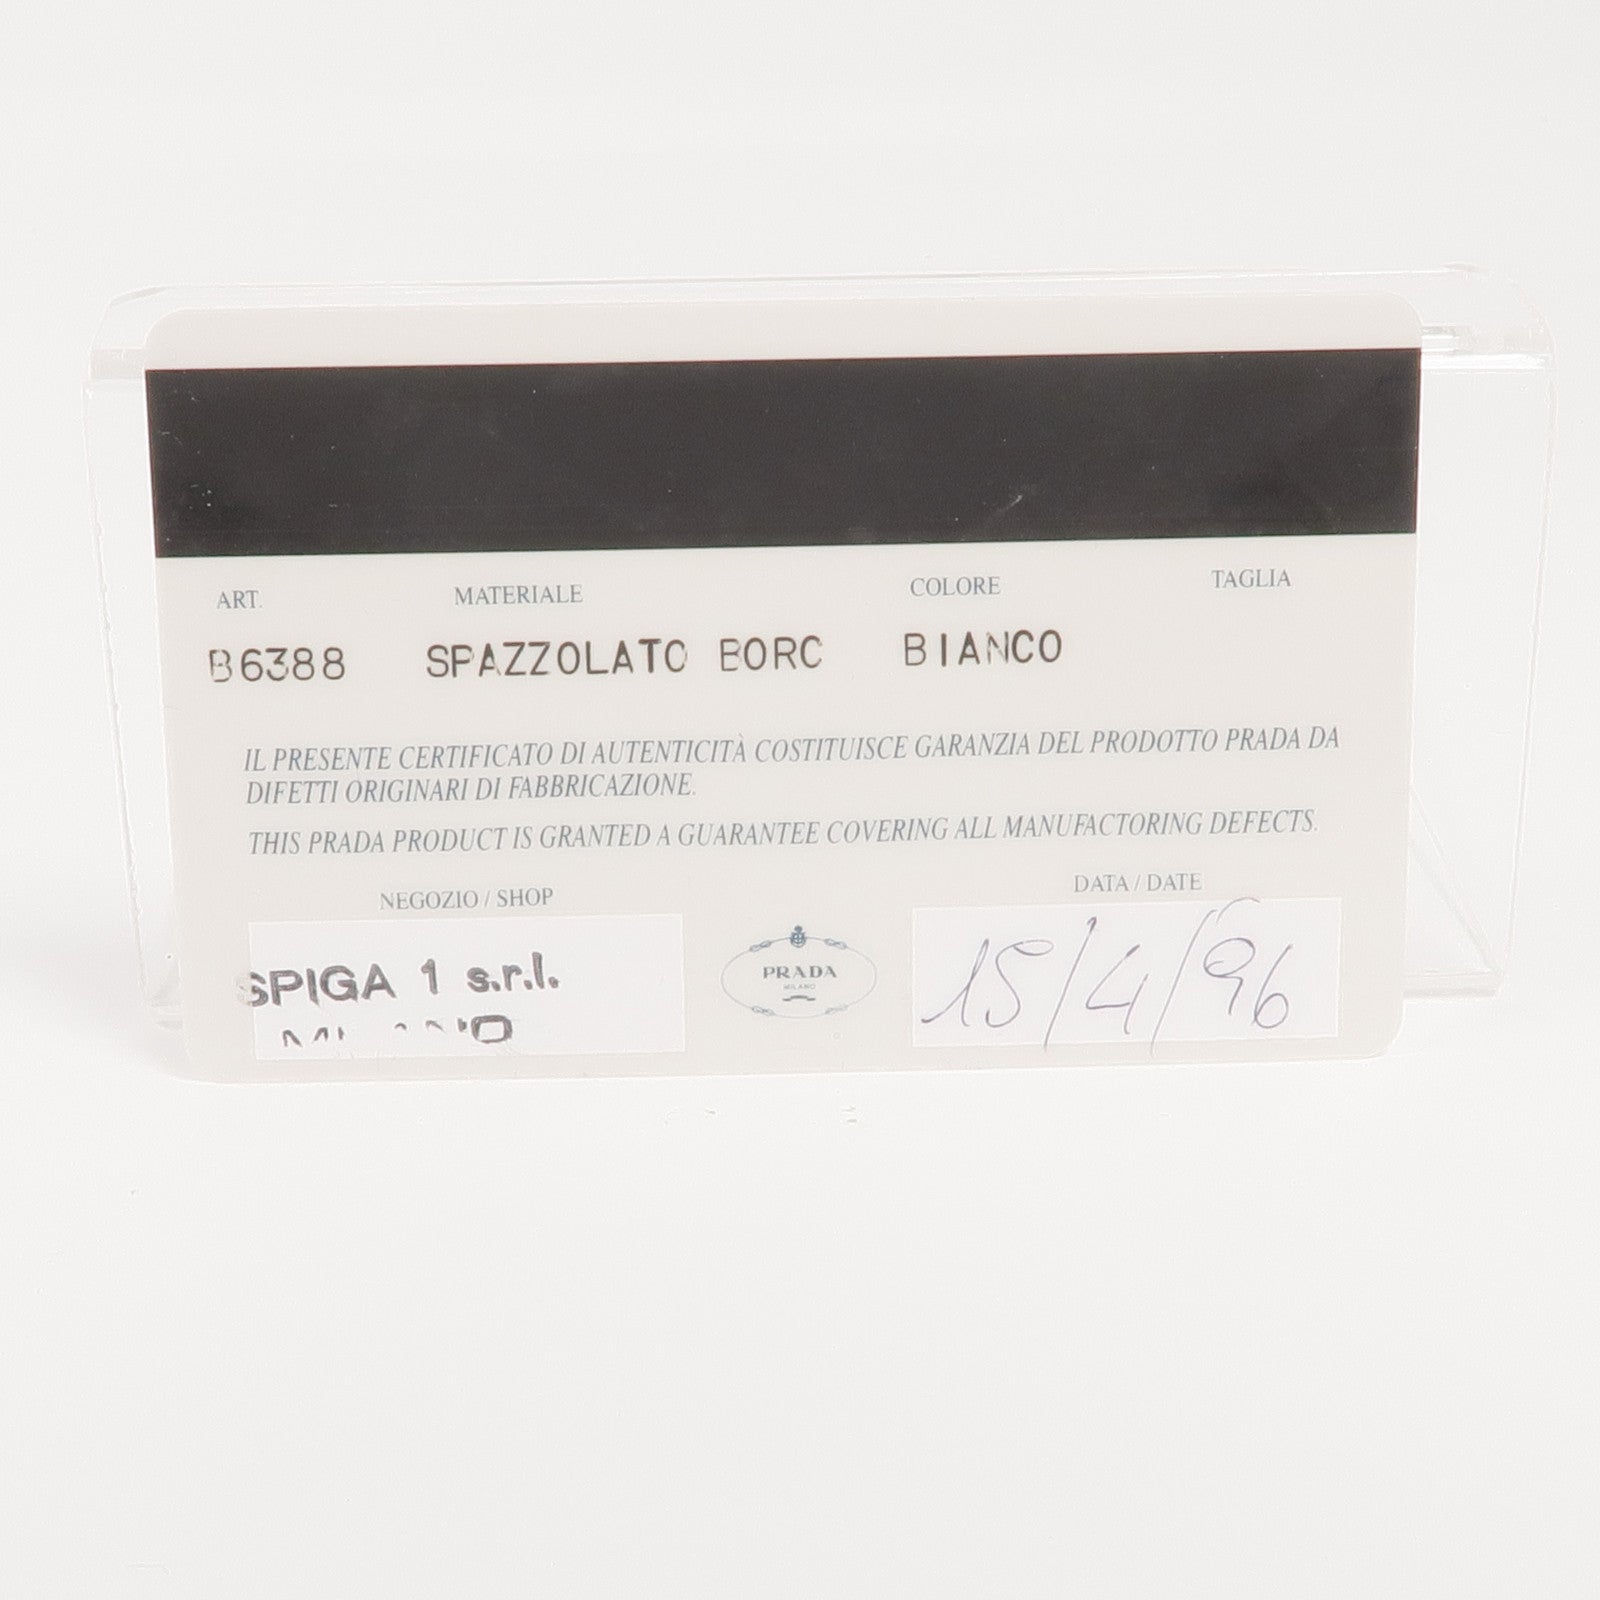 ART. MATERIALE COLORE TAGLIA
B6388 SPAZZOLATO BORC BIANCO
IL PRESENTE CERTIFICATO DI AUTENTICITÀ COSTITUISCE GARANZIA DEL PRODOTTO PRADA DA
DIFETTI ORIGINARI DI FABBRICAZIONE.
THIS PRADA PRODUCT IS GRANTED A GUARANTEE COVERING ALL MANUFACTORING DEFECTS.
NEGOZIO / SHOP
DATA / DATE
SPIGA 1 s.r.l.
PRADA
MILANO
15/4/96